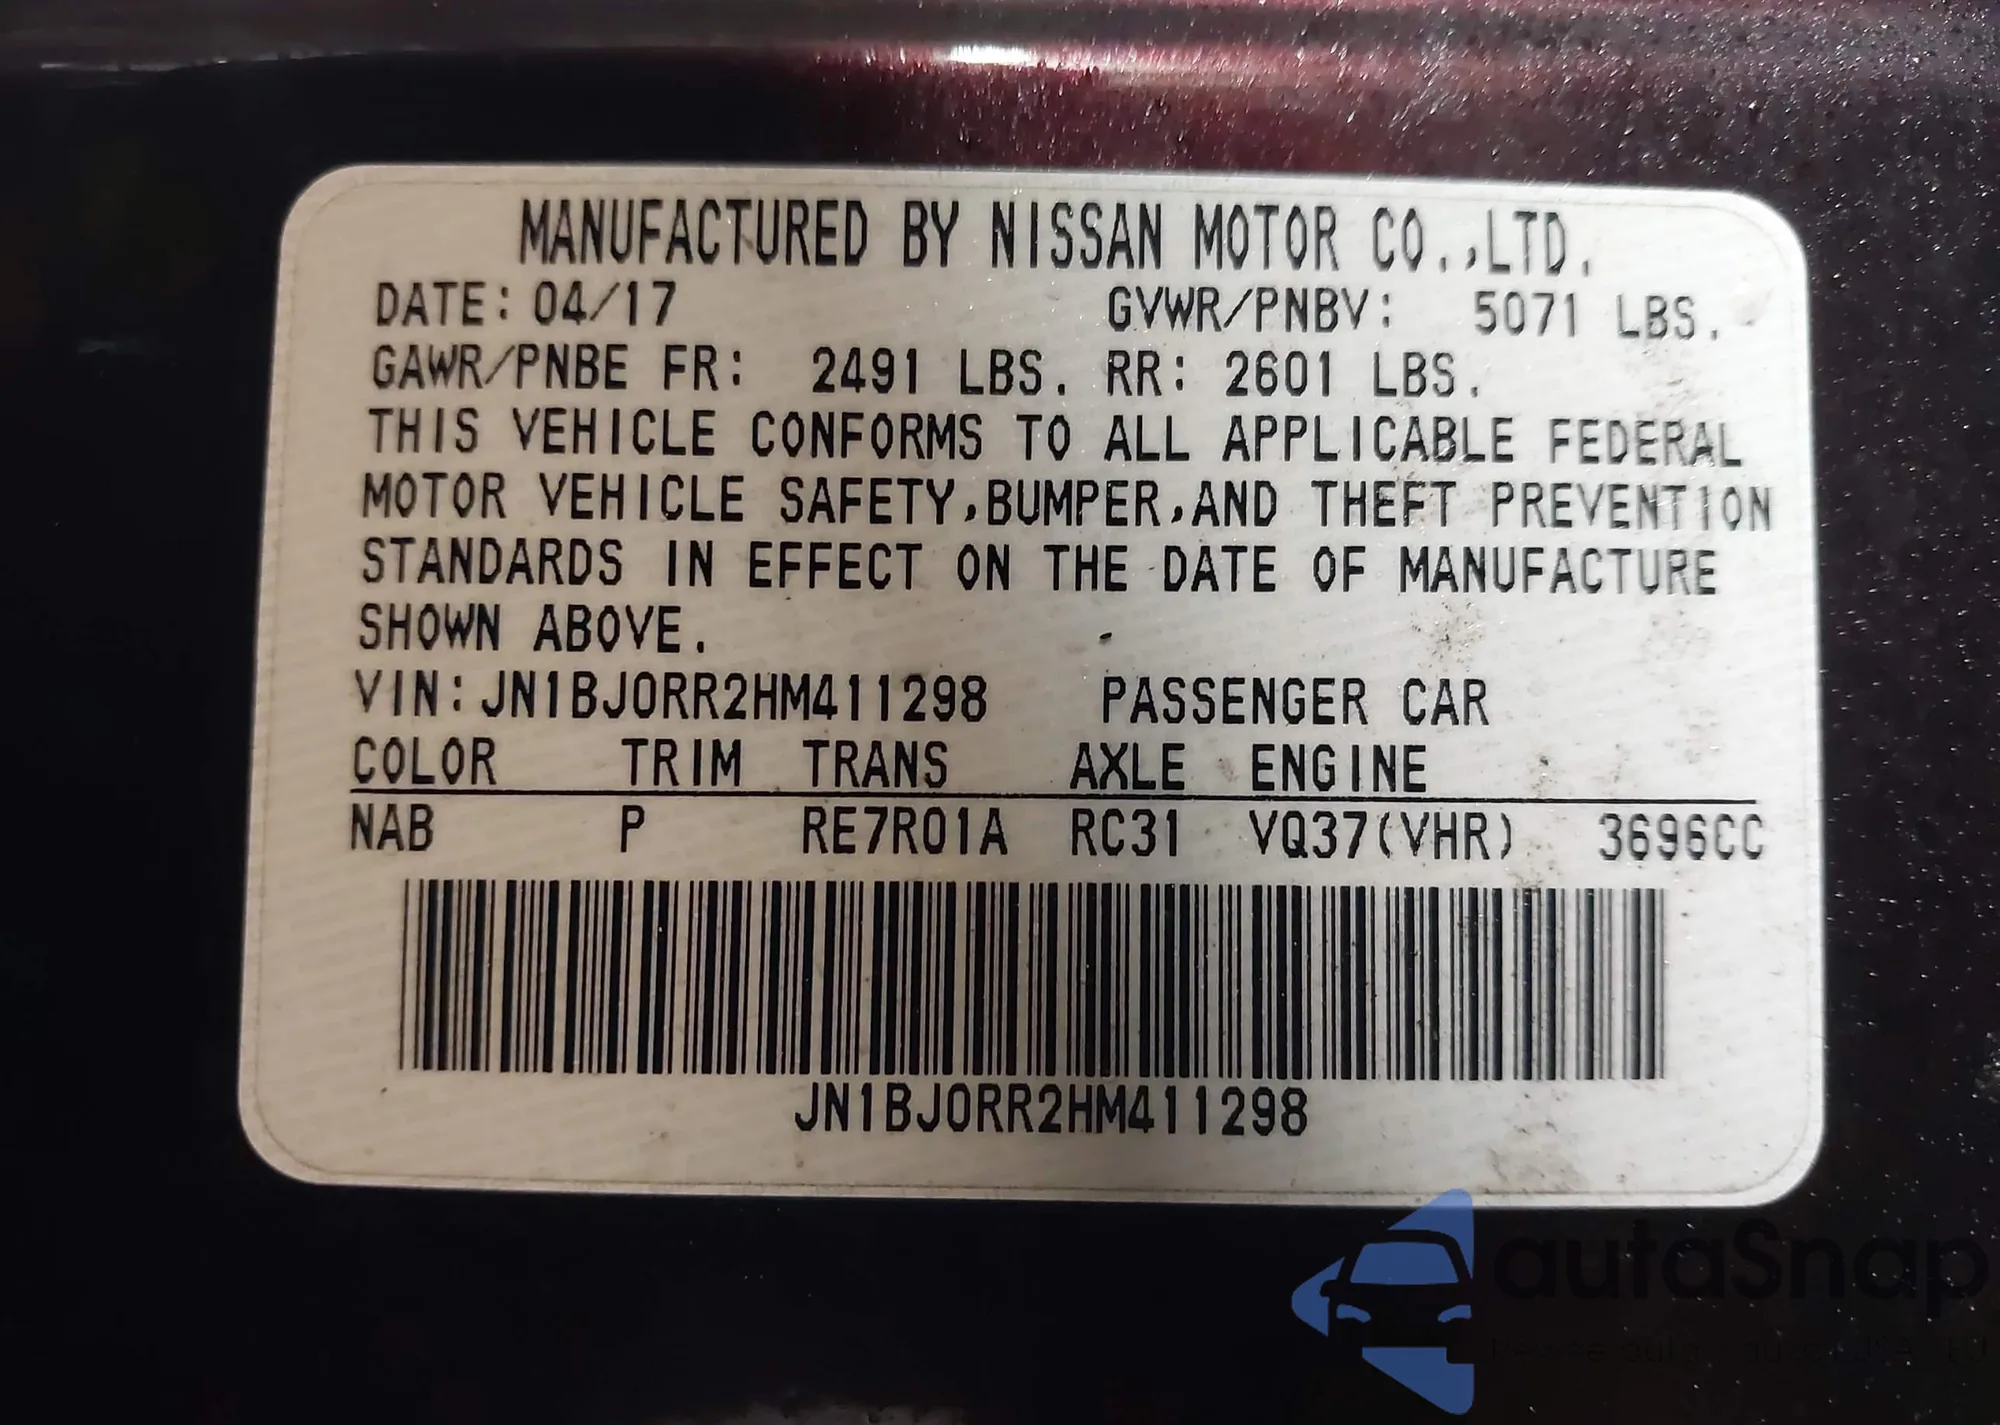 MANUFACTURED BY NISSAN MOTOR CO.,LTD.
DATE: 04/17 GVWR/PNBV: 5071 LBS.
GAWR/PNBE FR: 2491 LBS. RR: 2601 LBS.
THIS VEHICLE CONFORMS TO ALL APPLICABLE FEDERAL
MOTOR VEHICLE SAFETY,BUMPER,AND THEFT PREVENTION
STANDARDS IN EFFECT ON THE DATE OF MANUFACTURE
SHOWN ABOVE.
VIN:JN1BJ0RR2HM411298 PASSENGER CAR
COLOR TRIM TRANS AXLE ENGINE
NAB P RE7R01A RC31 VQ37(VHR) 3696CC
JN1BJ0RR2HM411298
autaSnap